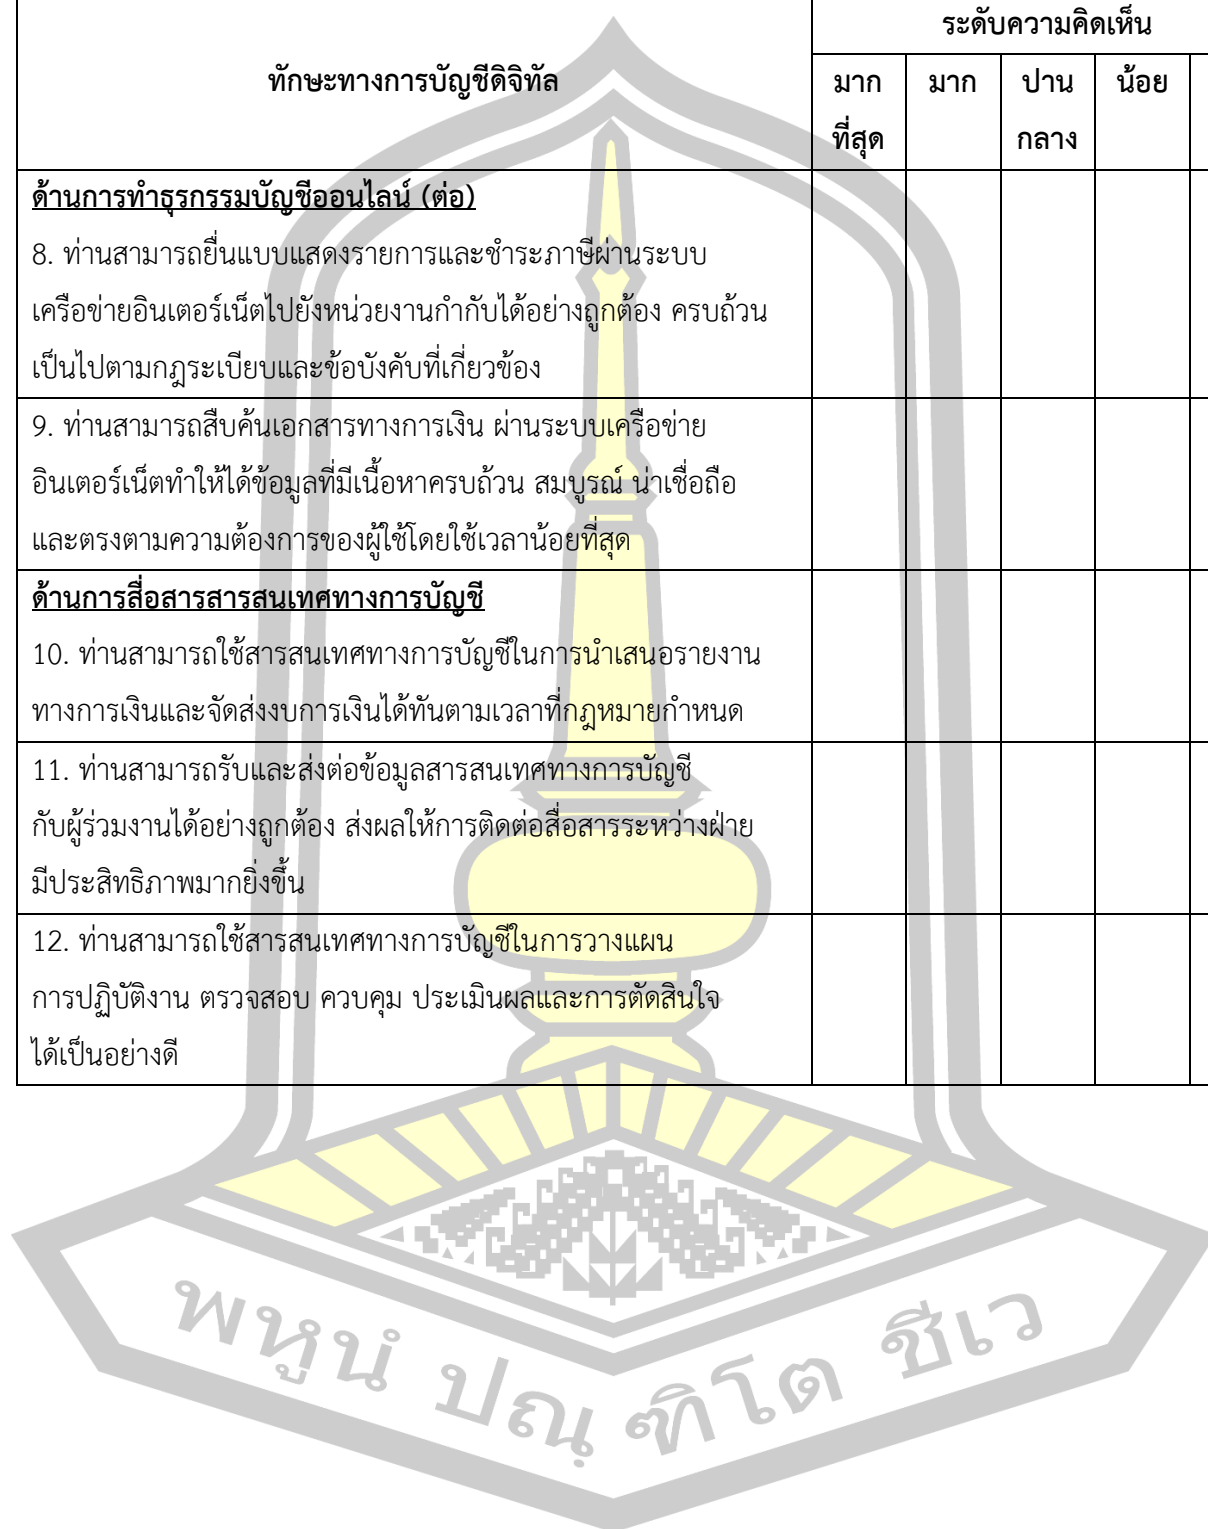 ทักษะทางการบัญชีดิจิทัล
ระดับความคิดเห็น
มาก
ที่สุด
มาก
ปาน
กลาง
น้อย
ด้านการทำธุรกรรมบัญชีออนไลน์ (ต่อ)
8. ท่านสามารถยื่นแบบแสดงรายการและชำระภาษีผ่านระบบ
เครือข่ายอินเตอร์เน็ตไปยังหน่วยงานกำกับได้อย่างถูกต้อง ครบถ้วน
เป็นไปตามกฎระเบียบและข้อบังคับที่เกี่ยวข้อง
9. ท่านสามารถสืบค้นเอกสารทางการเงิน ผ่านระบบเครือข่าย
อินเตอร์เน็ตทำให้ได้ข้อมูลที่มีเนื้อหาครบถ้วน สมบูรณ์ น่าเชื่อถือ
และตรงตามความต้องการของผู้ใช้โดยใช้เวลาน้อยที่สุด
ด้านการสื่อสารสารสนเทศทางการบัญชี
10. ท่านสามารถใช้สารสนเทศทางการบัญชีในการนำเสนอรายงาน
ทางการเงินและจัดส่งงบการเงินได้ทันตามเวลาที่กฎหมายกำหนด
11. ท่านสามารถรับและส่งต่อข้อมูลสารสนเทศทางการบัญชี
กับผู้ร่วมงานได้อย่างถูกต้อง ส่งผลให้การติดต่อสื่อสารระหว่างฝ่าย
มีประสิทธิภาพมากยิ่งขึ้น
12. ท่านสามารถใช้สารสนเทศทางการบัญชีในการวางแผน
การปฏิบัติงาน ตรวจสอบ ควบคุม ประเมินผลและการตัดสินใจ
ได้เป็นอย่างดี
พหูนํ ปณฺฑิโต ชีเว